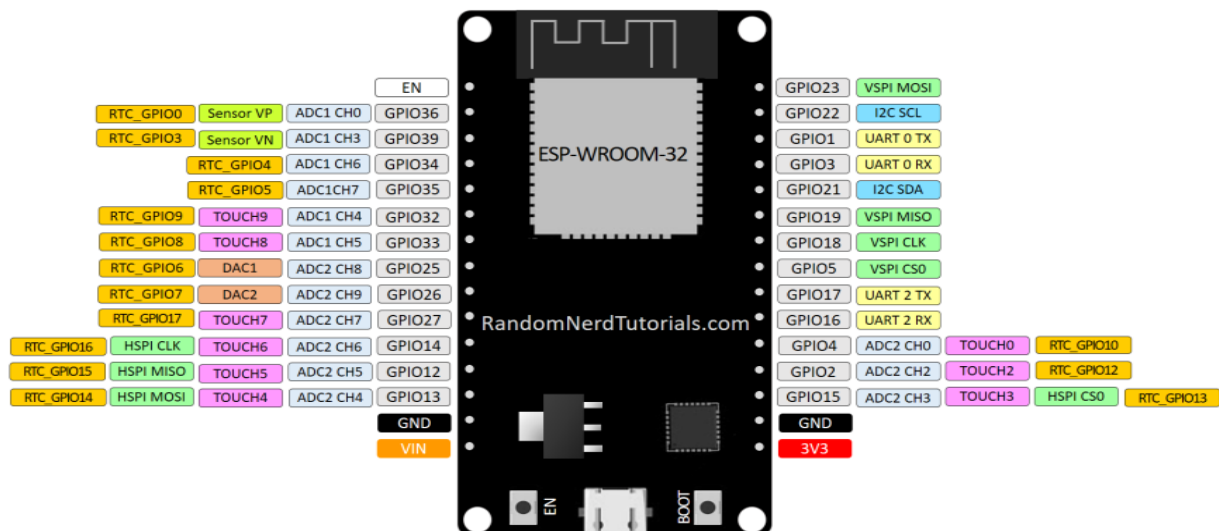 EN GPIO23 VSPI MOSI
RTC_GPIO0 Sensor VP ADC1 CH0 GPIO36 GPIO22 I2C SCL
RTC_GPIO3 Sensor VN ADC1 CH3 GPIO39 GPIO1 UART 0 TX
RTC_GPIO4 ADC1 CH6 GPIO34 ESP-WROOM-32 GPIO3 UART 0 RX
RTC_GPIO5 ADC1CH7 GPIO35 GPIO21 I2C SDA
RTC_GPIO9 TOUCH9 ADC1 CH4 GPIO32 GPIO19 VSPI MISO
RTC_GPIO8 TOUCH8 ADC1 CH5 GPIO33 GPIO18 VSPI CLK
RTC_GPIO6 DAC1 ADC2 CH8 GPIO25 GPIO5 VSPI CS0
RTC_GPIO7 DAC2 ADC2 CH9 GPIO26 GPIO17 UART 2 TX
RTC_GPIO17 TOUCH7 ADC2 CH7 GPIO27 RandomNerdTutorials.com GPIO16 UART 2 RX
RTC_GPIO16 HSPI CLK TOUCH6 ADC2 CH6 GPIO14 GPIO4 ADC2 CH0 TOUCH0 RTC_GPIO10
RTC_GPIO15 HSPI MISO TOUCH5 ADC2 CH5 GPIO12 GPIO2 ADC2 CH2 TOUCH2 RTC_GPIO12
RTC_GPIO14 HSPI MOSI TOUCH4 ADC2 CH4 GPIO13 GPIO15 ADC2 CH3 TOUCH3 HSPI CS0 RTC_GPIO13
GND GND
VIN 3V3
EN BOOT